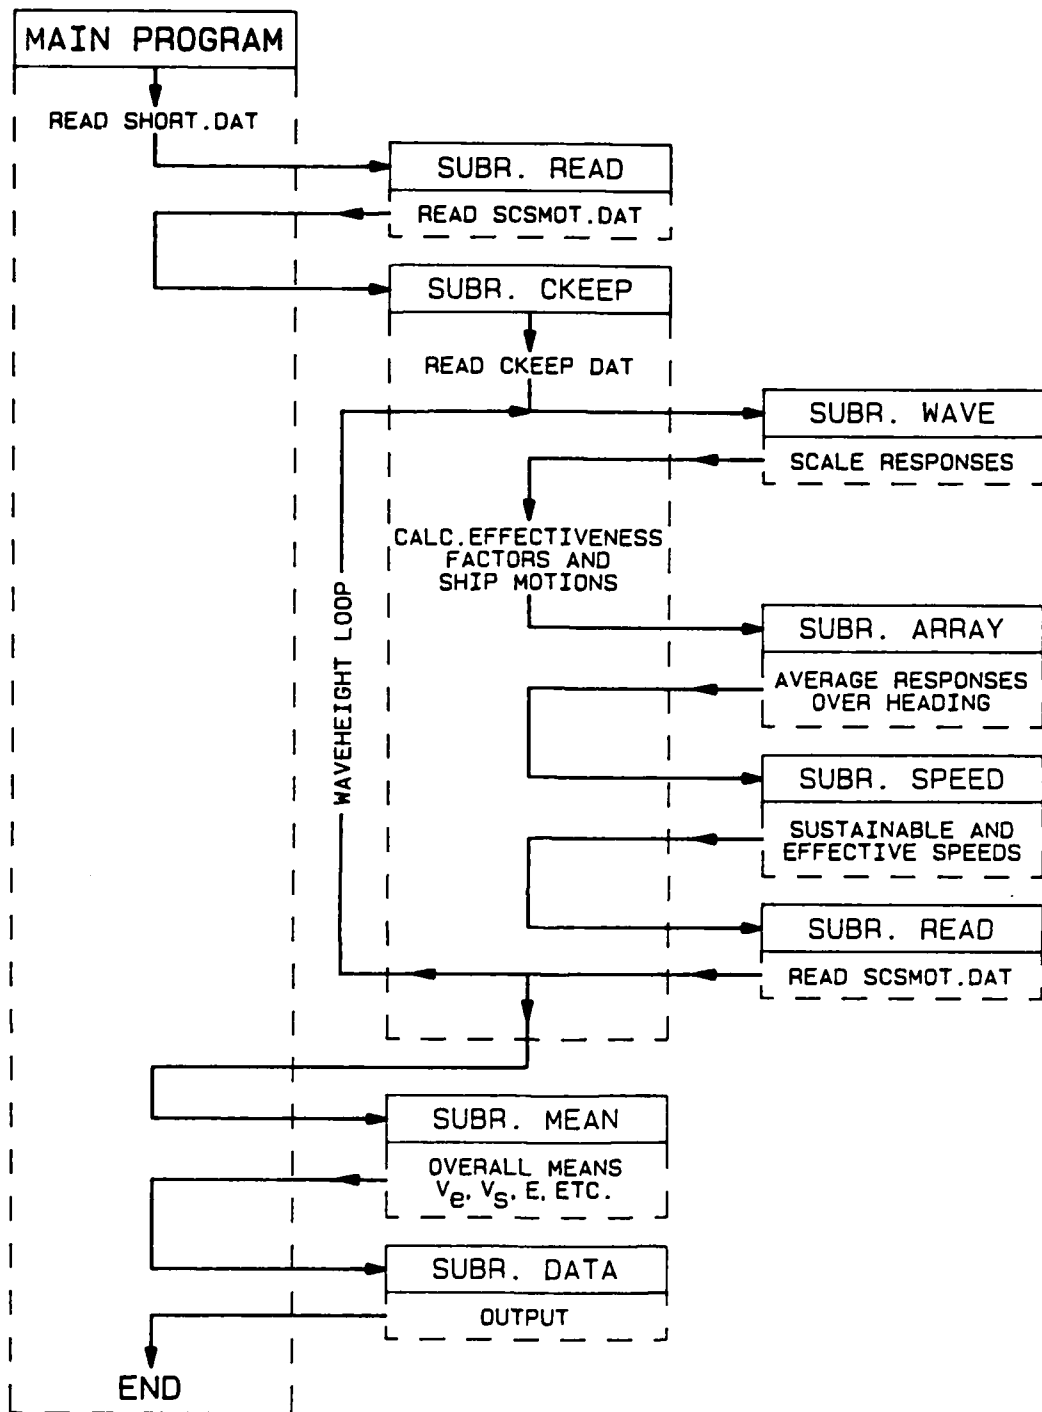 MAIN PROGRAM
READ SHORT.DAT
SUBR. READ
READ SCSMOT.DAT
SUBR. CKEEP
READ CKEEP DAT
SUBR. WAVE
SCALE RESPONSES
CALC.EFFECTIVENESS
FACTORS AND
SHIP MOTIONS
WAVEHEIGHT LOOP
SUBR. ARRAY
AVERAGE RESPONSES
OVER HEADING
SUBR. SPEED
SUSTAINABLE AND
EFFECTIVE SPEEDS
SUBR. READ
READ SCSMOT.DAT
SUBR. MEAN
OVERALL MEANS
Ve, Vs, E, ETC.
SUBR. DATA
OUTPUT
END